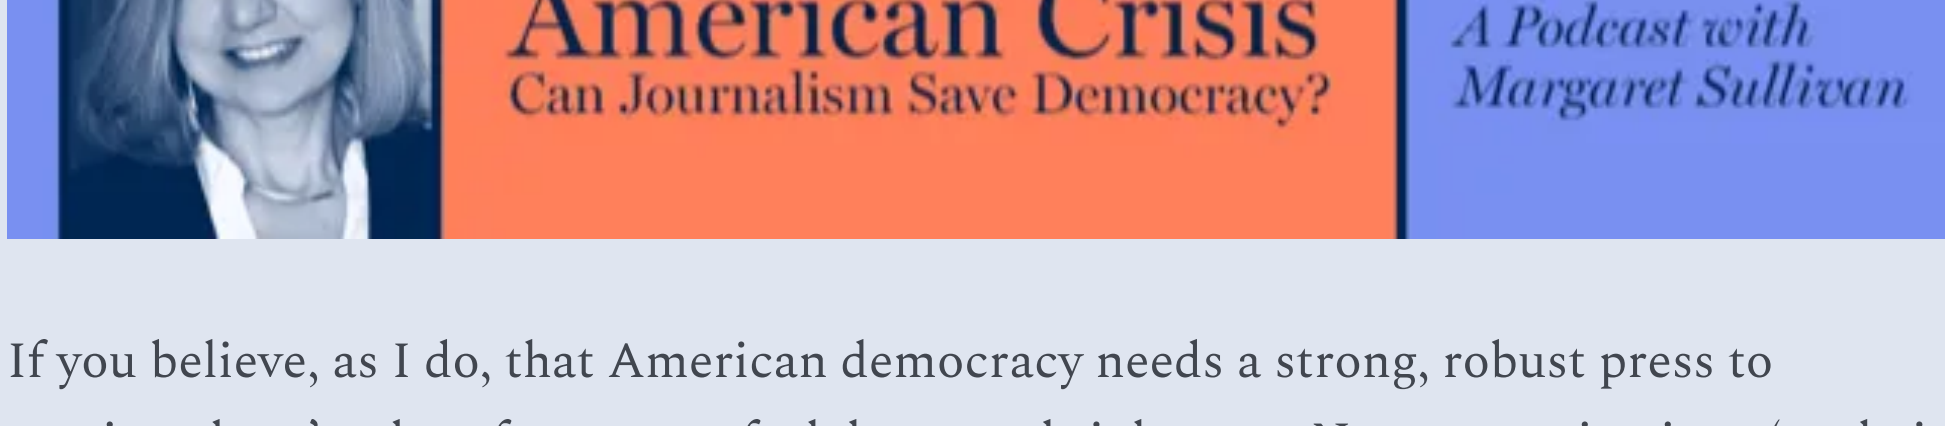 American Crisis
Can Journalism Save Democracy?
A Podcast with
Margaret Sullivan
If you believe, as I do, that American democracy needs a strong, robust press to